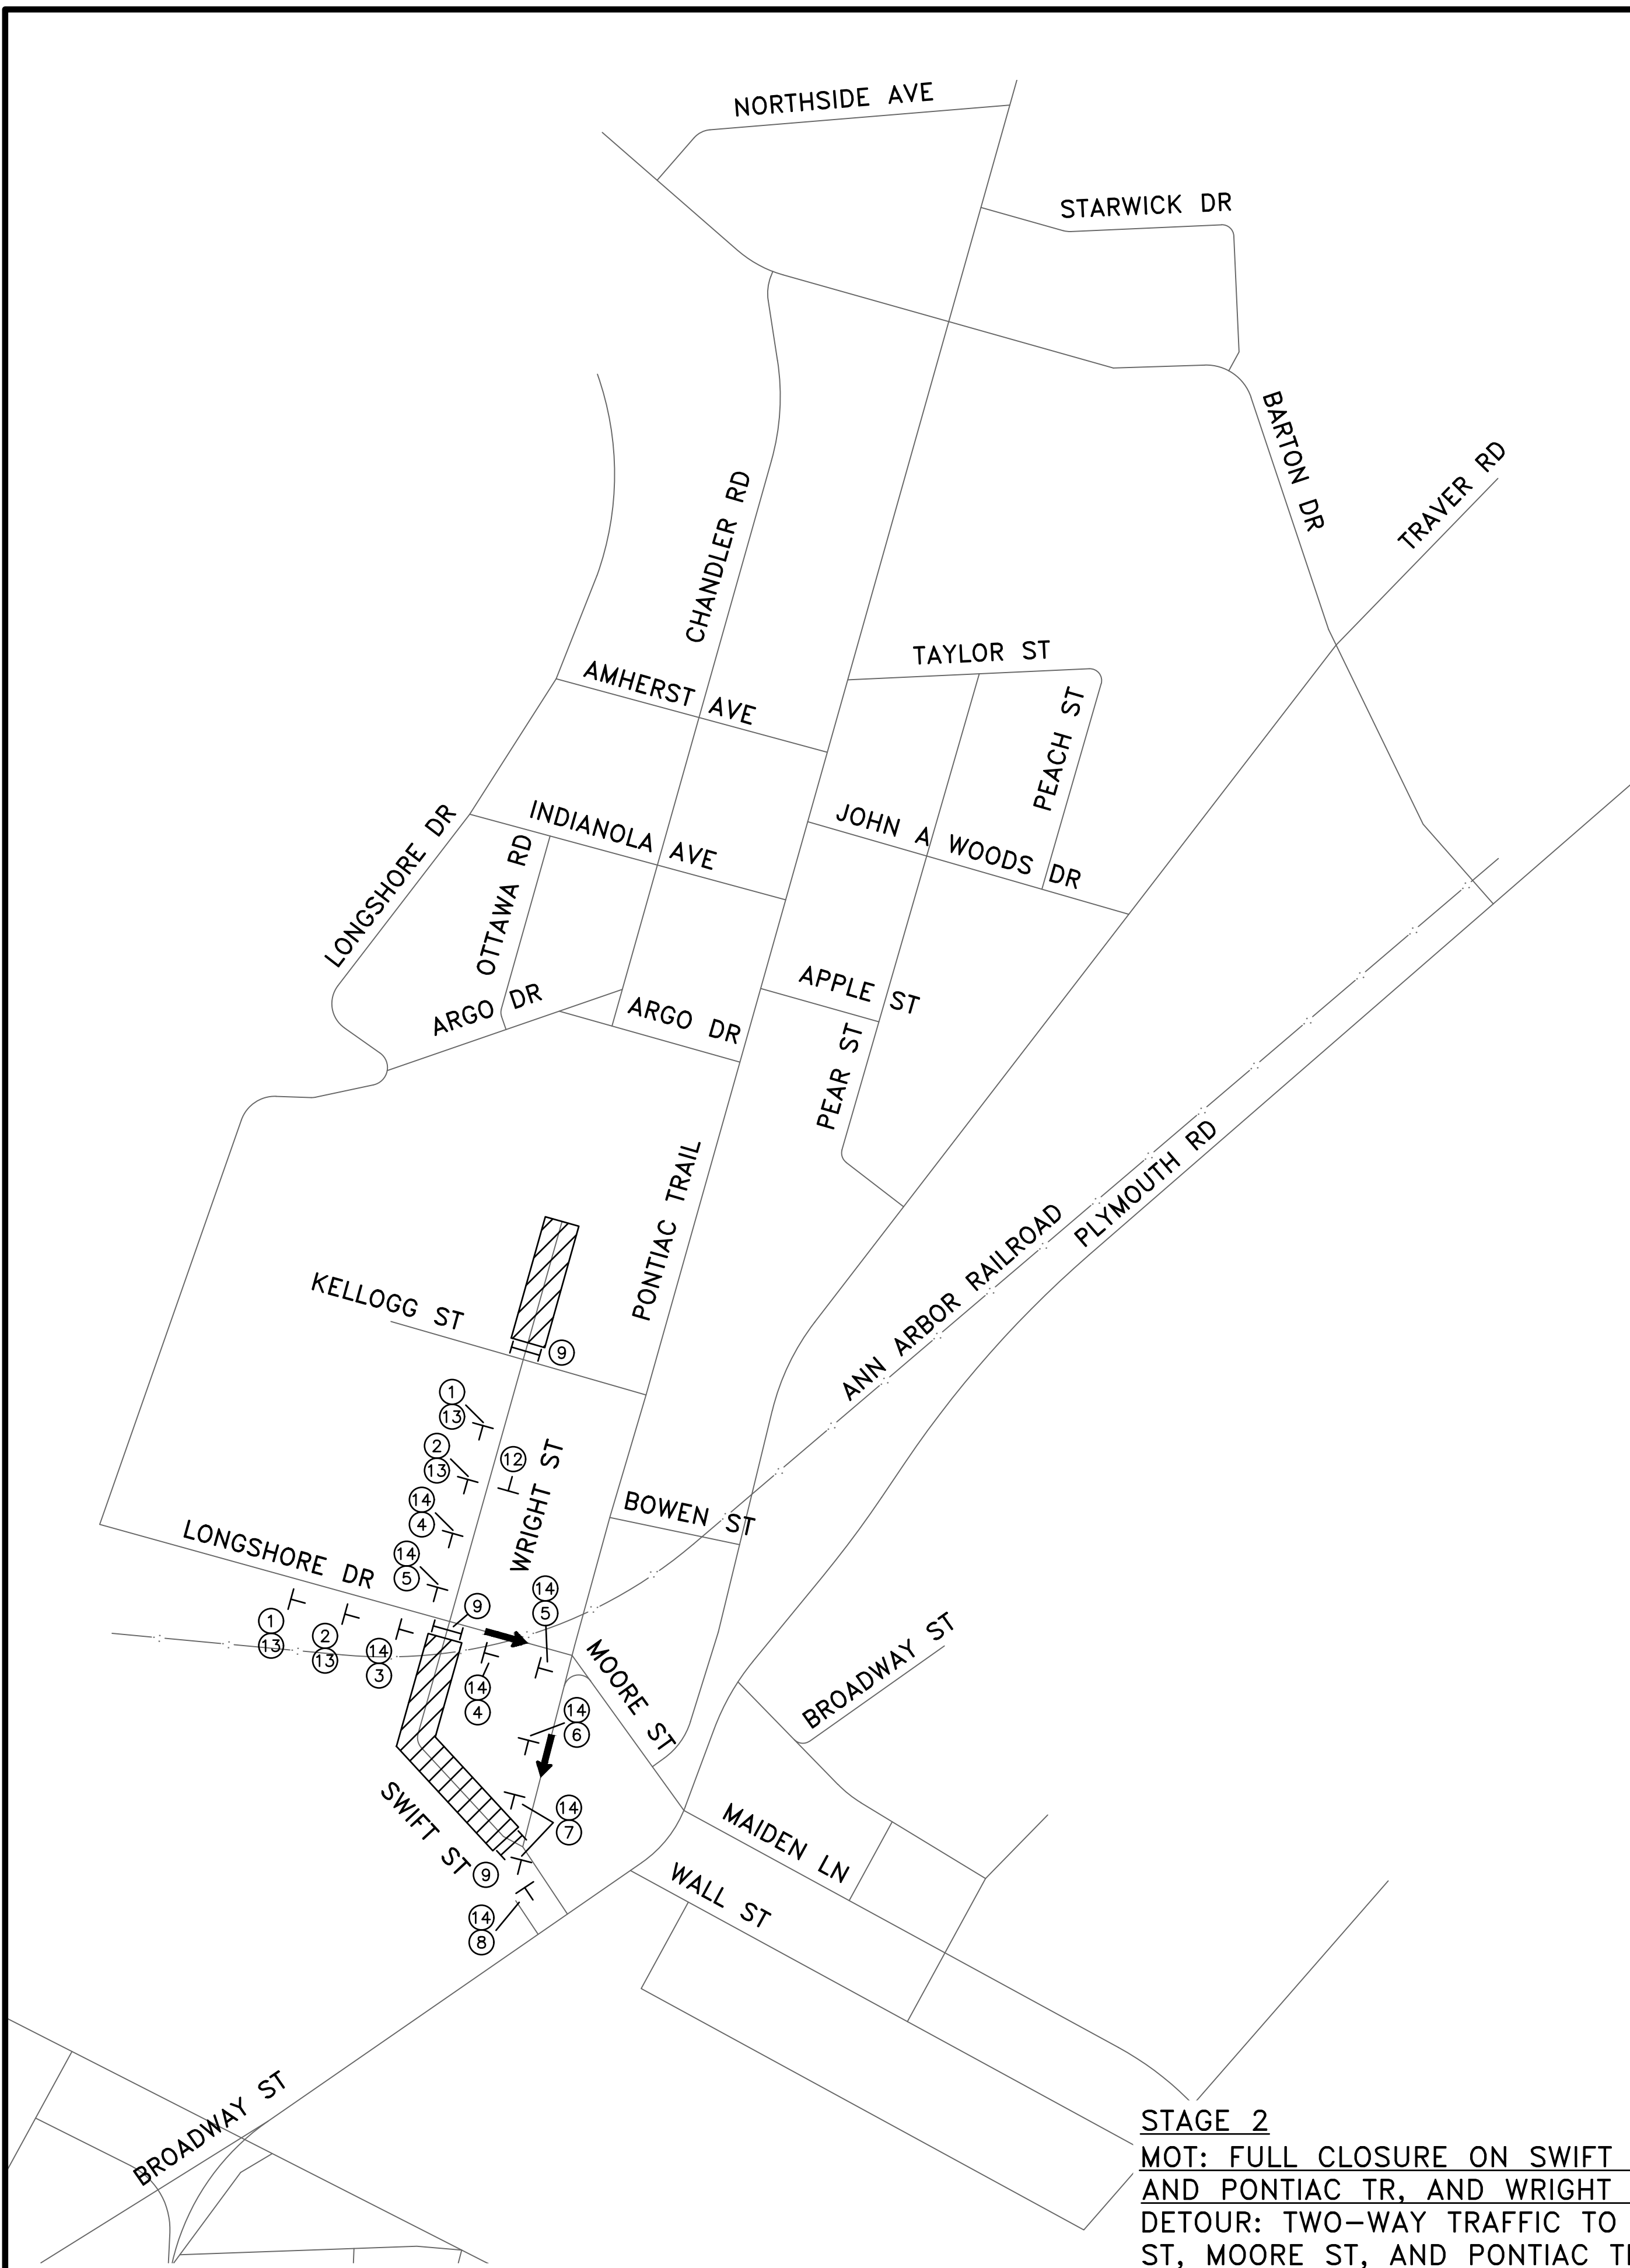 NORTHSIDE AVE
STARWICK DR
BARTON DR
TRAVER RD
CHANDLER RD
TAYLOR ST
AMHERST AVE
PEACH ST
LONGSHORE DR
INDIANOLA AVE
JOHN A WOODS DR
OTTAWA RD
ARGO DR
ARGO DR
APPLE ST
PEAR ST
PLYMOUTH RD
PONTIAC TRAIL
ANN ARBOR RAILROAD
KELLOGG ST
9
1
13
2
13
12
14
4
WRIGHT ST
BOWEN ST
LONGSHORE DR
14
5
9
14
5
1
13
2
13
14
3
14
4
MOORE ST
BROADWAY ST
14
6
SWIFT ST
14
7
MAIDEN LN
9
WALL ST
14
8
BROADWAY ST
STAGE 2
MOT: FULL CLOSURE ON SWIFT
AND PONTIAC TR, AND WRIGHT
DETOUR: TWO-WAY TRAFFIC TO
ST, MOORE ST, AND PONTIAC